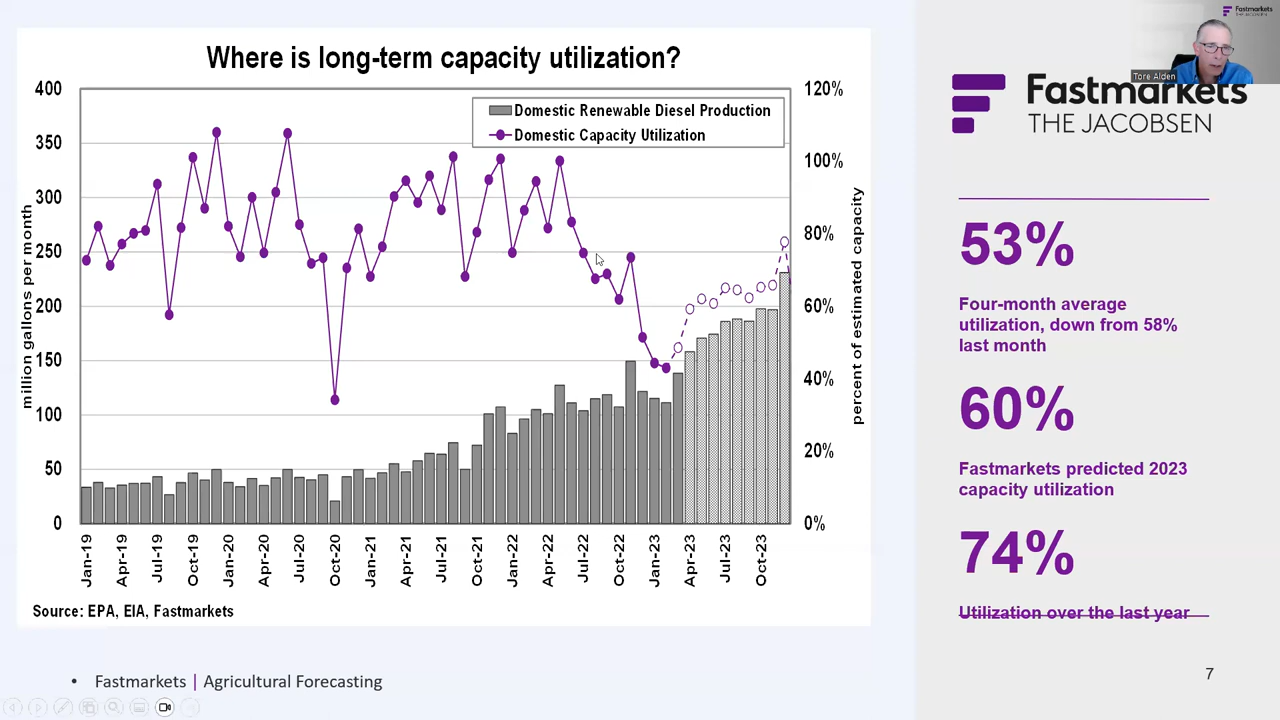 Where is long-term capacity utilization?
400
350
300
250
200
150
100
50
0
million gallons per month
Domestic Renewable Diesel Production
Domestic Capacity Utilization
120%
100%
80%
60%
40%
20%
0%
percent of estimated capacity
Jan-19
Apr-19
Jul-19
Oct-19
Jan-20
Apr-20
Jul-20
Oct-20
Jan-21
Apr-21
Jul-21
Oct-21
Jan-22
Apr-22
Jul-22
Oct-22
Jan-23
Apr-23
Jul-23
Oct-23
Source: EPA, EIA, Fastmarkets
• Fastmarkets | Agricultural Forecasting
Fastmarkets
THE JACOBSEN
Tore Alden
Fastmarkets
THE JACOBSEN
53%
Four-month average
utilization, down from 58%
last month
60%
Fastmarkets predicted 2023
capacity utilization
74%
Utilization over the last year
7